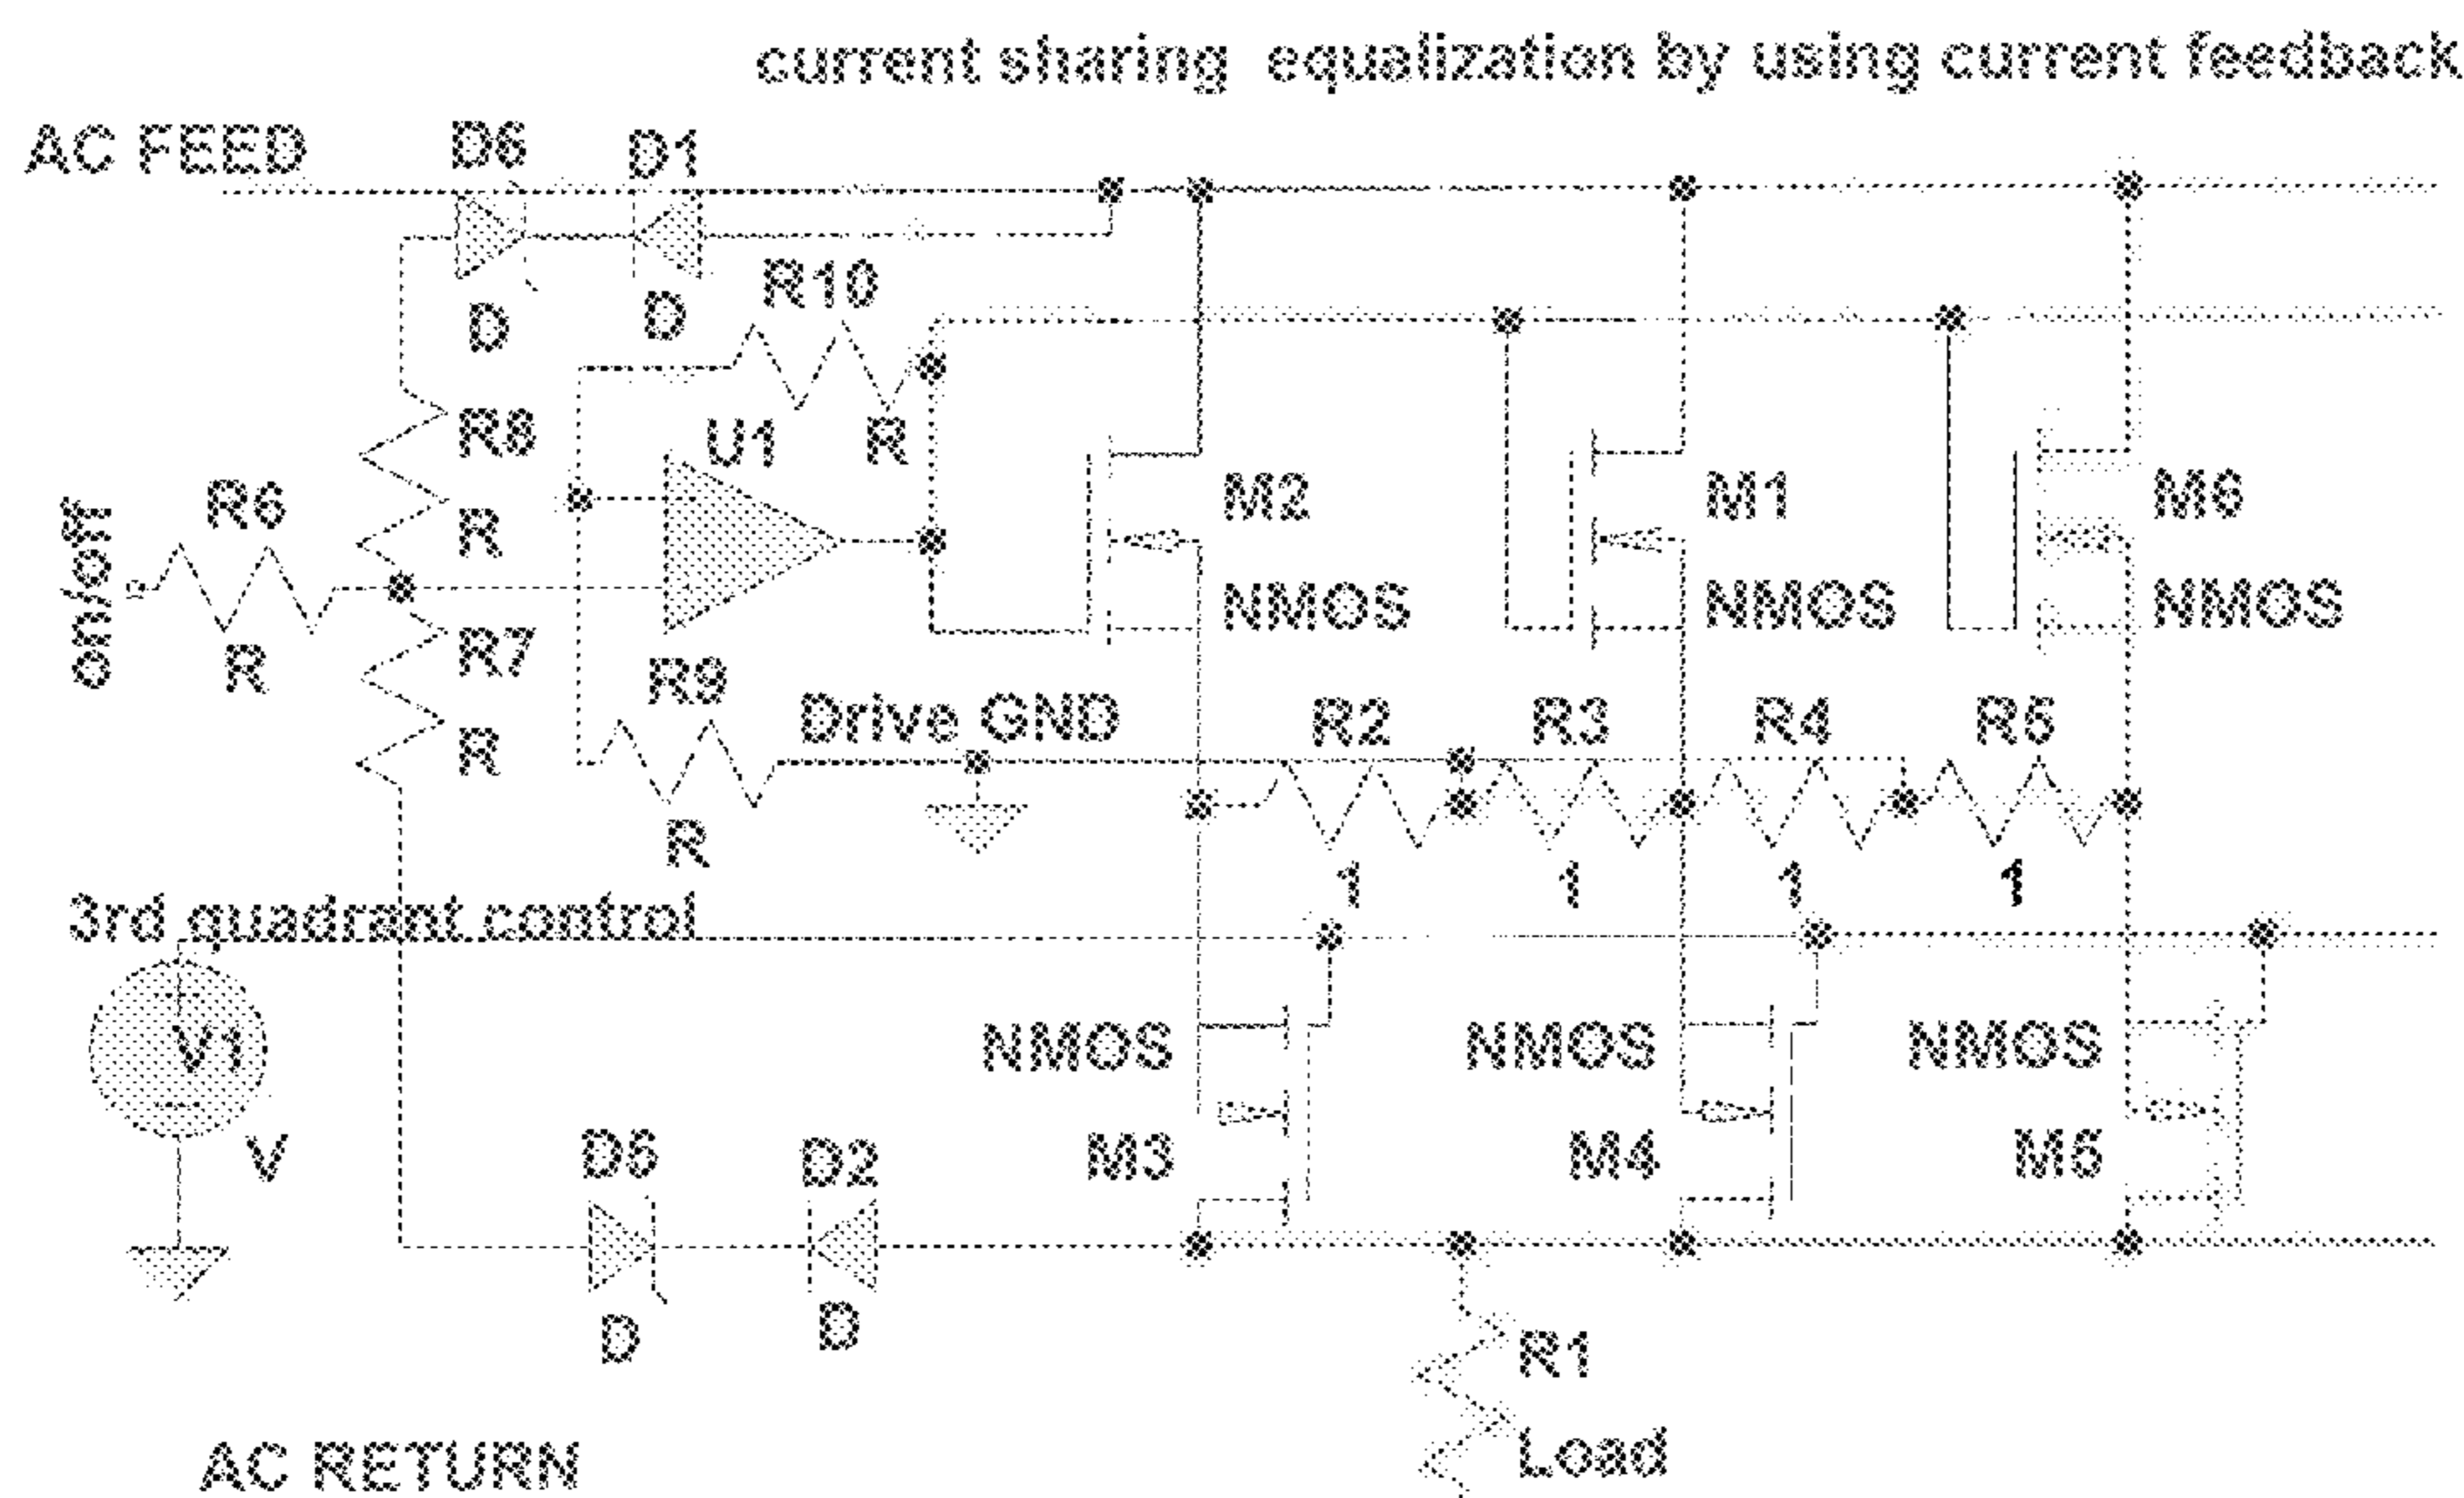 current sharing equalization by using current feedback
AC FEED
D6
D1
D
D
R10
R
R8
R
U1
on/off
R6
R
R7
R
R9
R
Drive GND
M2
NMOS
M1
NMOS
M6
NMOS
R2
R3
R4
R5
1
1
1
1
3rd quadrant control
+
V1
V
NMOS
M3
NMOS
M4
NMOS
M5
D5
D
D2
D
R1
Load
AC RETURN